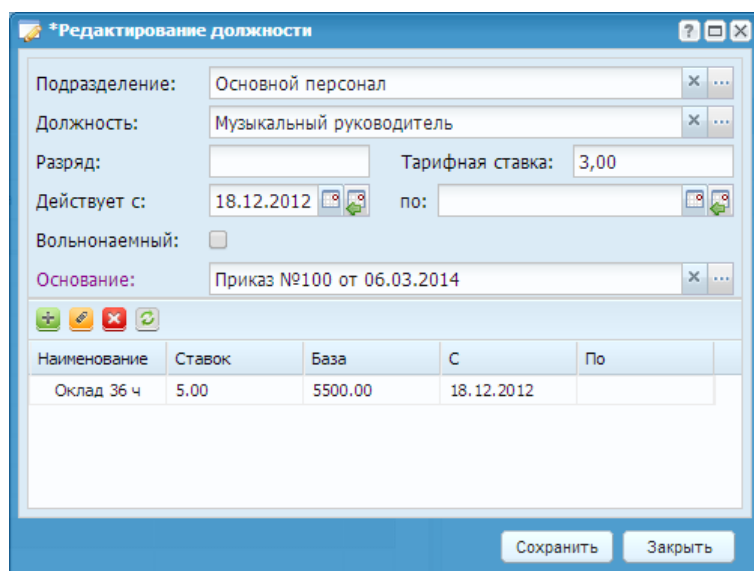 *Редактирование должности
Подразделение: Основной персонал
Должность: Музыкальный руководитель
Разряд: Тарифная ставка: 3,00
Действует с: 18.12.2012 по:
Вольнонаемный:
Основание: Приказ №100 от 06.03.2014
Наименование Ставок База С По
Оклад 36 ч 5.00 5500.00 18.12.2012
Сохранить Закрыть